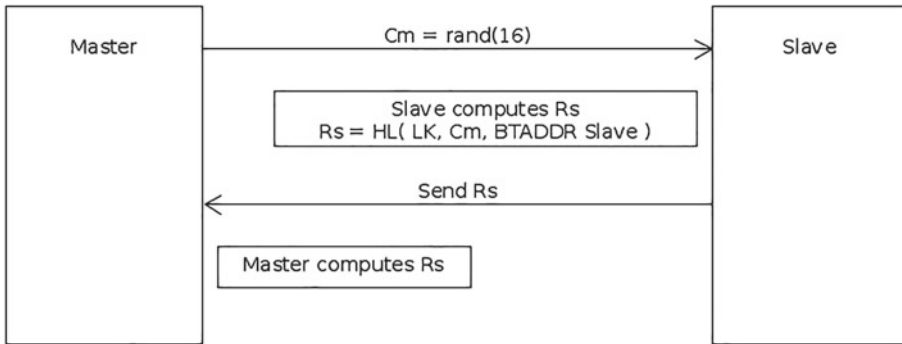 Master
Cm = rand(16)
Slave
Slave computes Rs
Rs = HL( LK, Cm, BTADDR Slave )
Send Rs
Master computes Rs